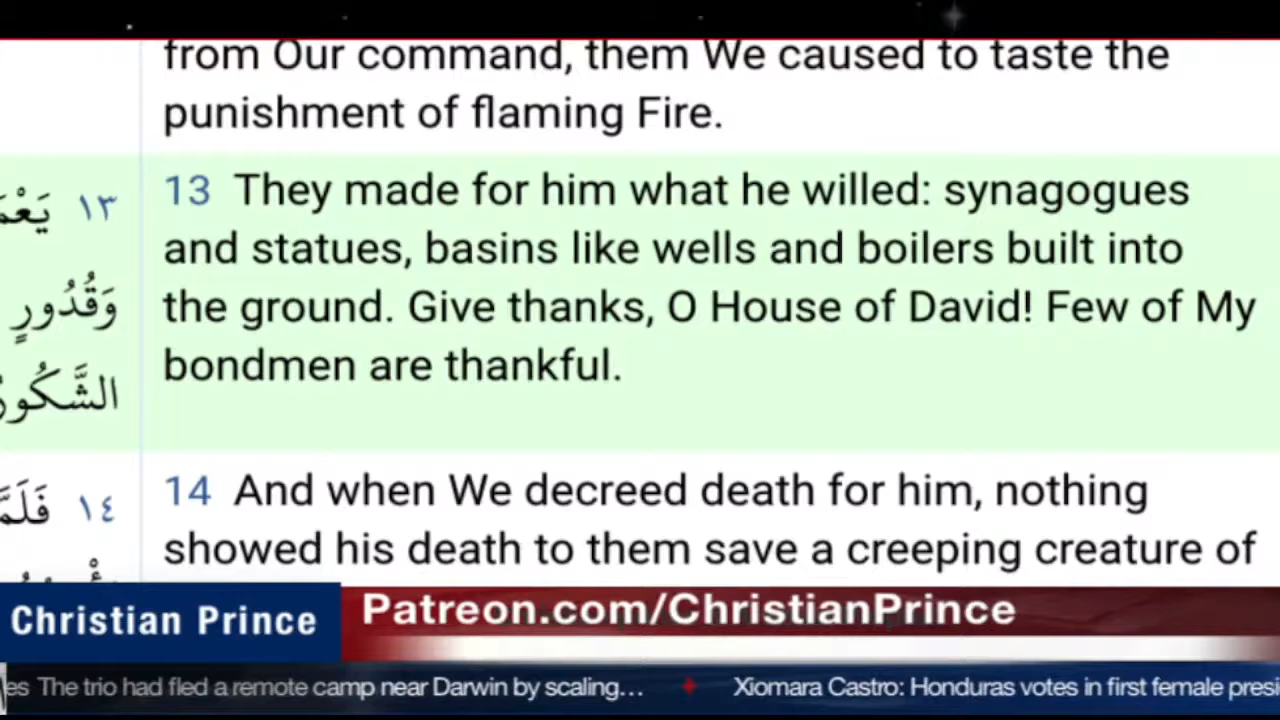 from Our command, them We caused to taste the
punishment of flaming Fire.
13 They made for him what he willed: synagogues
and statues, basins like wells and boilers built into
the ground. Give thanks, O House of David! Few of My
bondmen are thankful.
١٣
وَقُدُورٍ
14 And when We decreed death for him, nothing
showed his death to them save a creeping creature of
١٤
Christian Prince
Patreon.com/ChristianPrince
es The trio had fled a remote camp near Darwin by scaling... Xiomara Castro: Honduras votes in first female presi